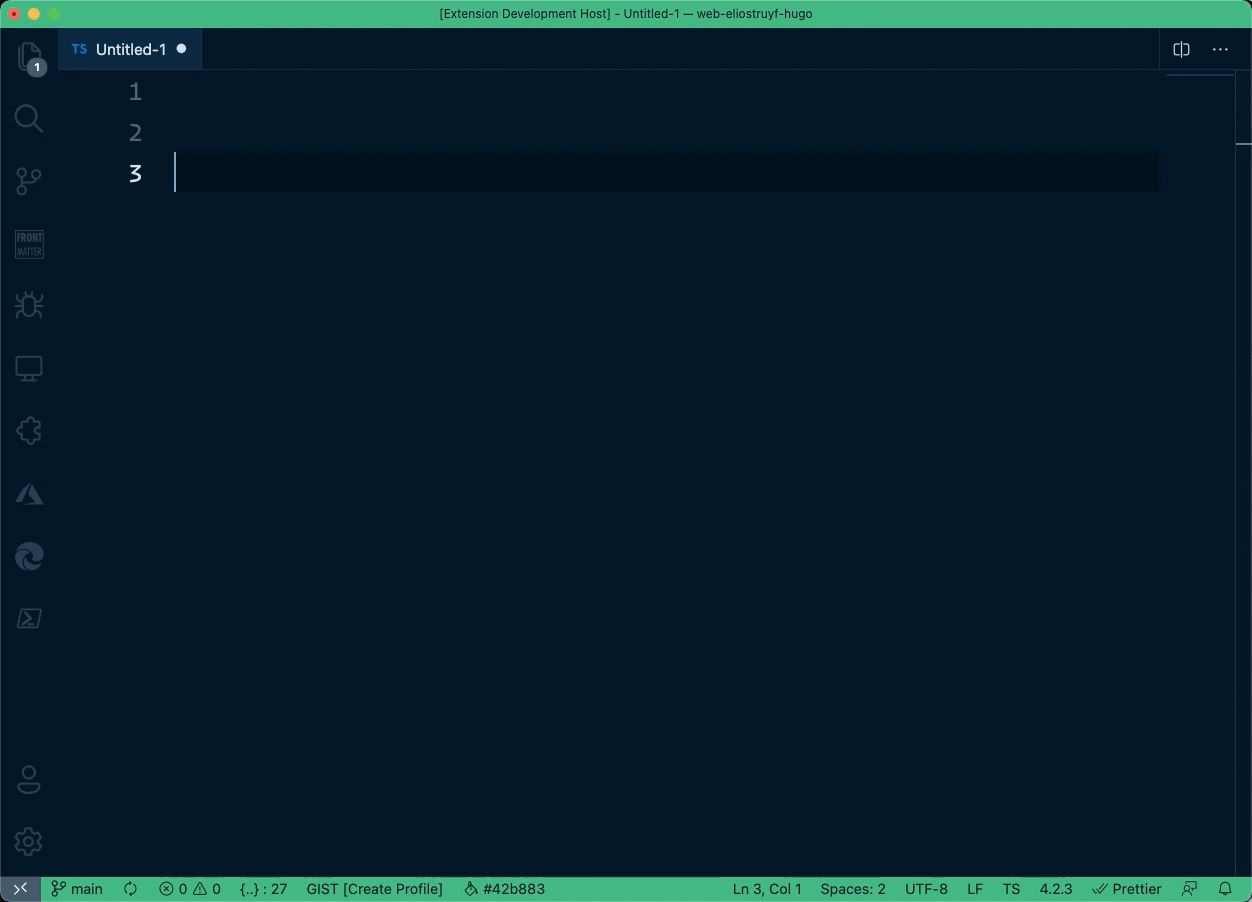 [Extension Development Host] - Untitled-1 — web-eliostruyf-hugo
TS Untitled-1
1
1
2
3
FRONT
MATTER
main 0 0 {..} : 27 GIST [Create Profile] #42b883 Ln 3, Col 1 Spaces: 2 UTF-8 LF TS 4.2.3 Prettier